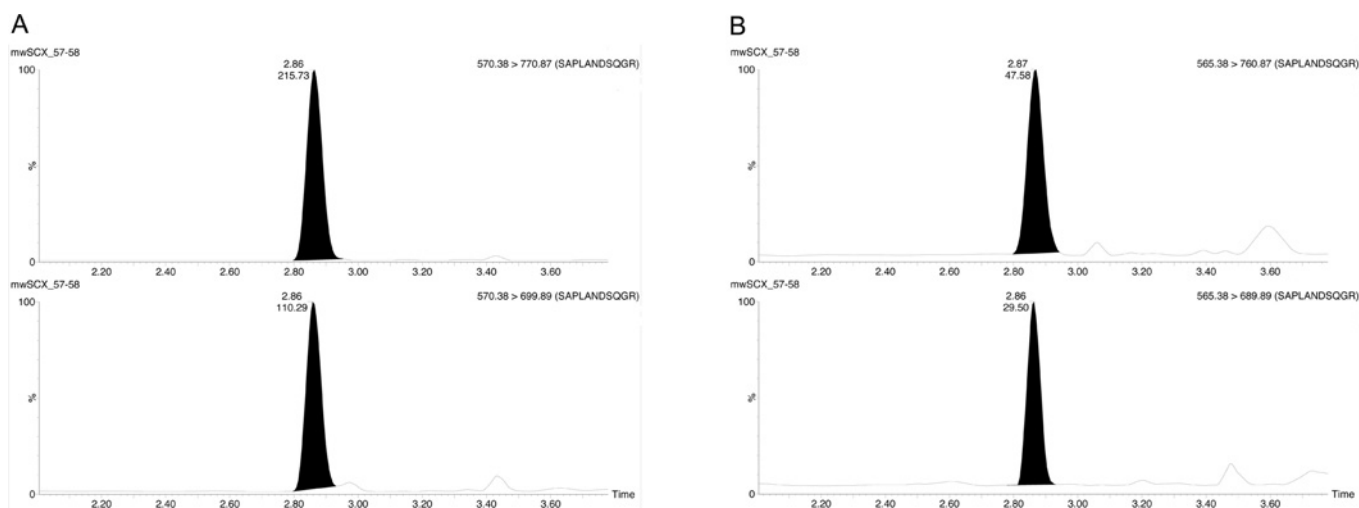 A
mwSCX_57-58
570.38 > 770.87 (SAPLANDSQGR)
2.86
215.73
100
%
0
2.20 2.40 2.60 2.80 3.00 3.20 3.40 3.60
mwSCX_57-58
570.38 > 699.89 (SAPLANDSQGR)
2.86
110.29
100
%
0
2.20 2.40 2.60 2.80 3.00 3.20 3.40 3.60
Time
B
mwSCX_57-58
565.38 > 760.87 (SAPLANDSQGR)
2.87
47.58
100
%
0
2.20 2.40 2.60 2.80 3.00 3.20 3.40 3.60
mwSCX_57-58
565.38 > 689.89 (SAPLANDSQGR)
2.86
29.50
100
%
0
2.20 2.40 2.60 2.80 3.00 3.20 3.40 3.60
Time